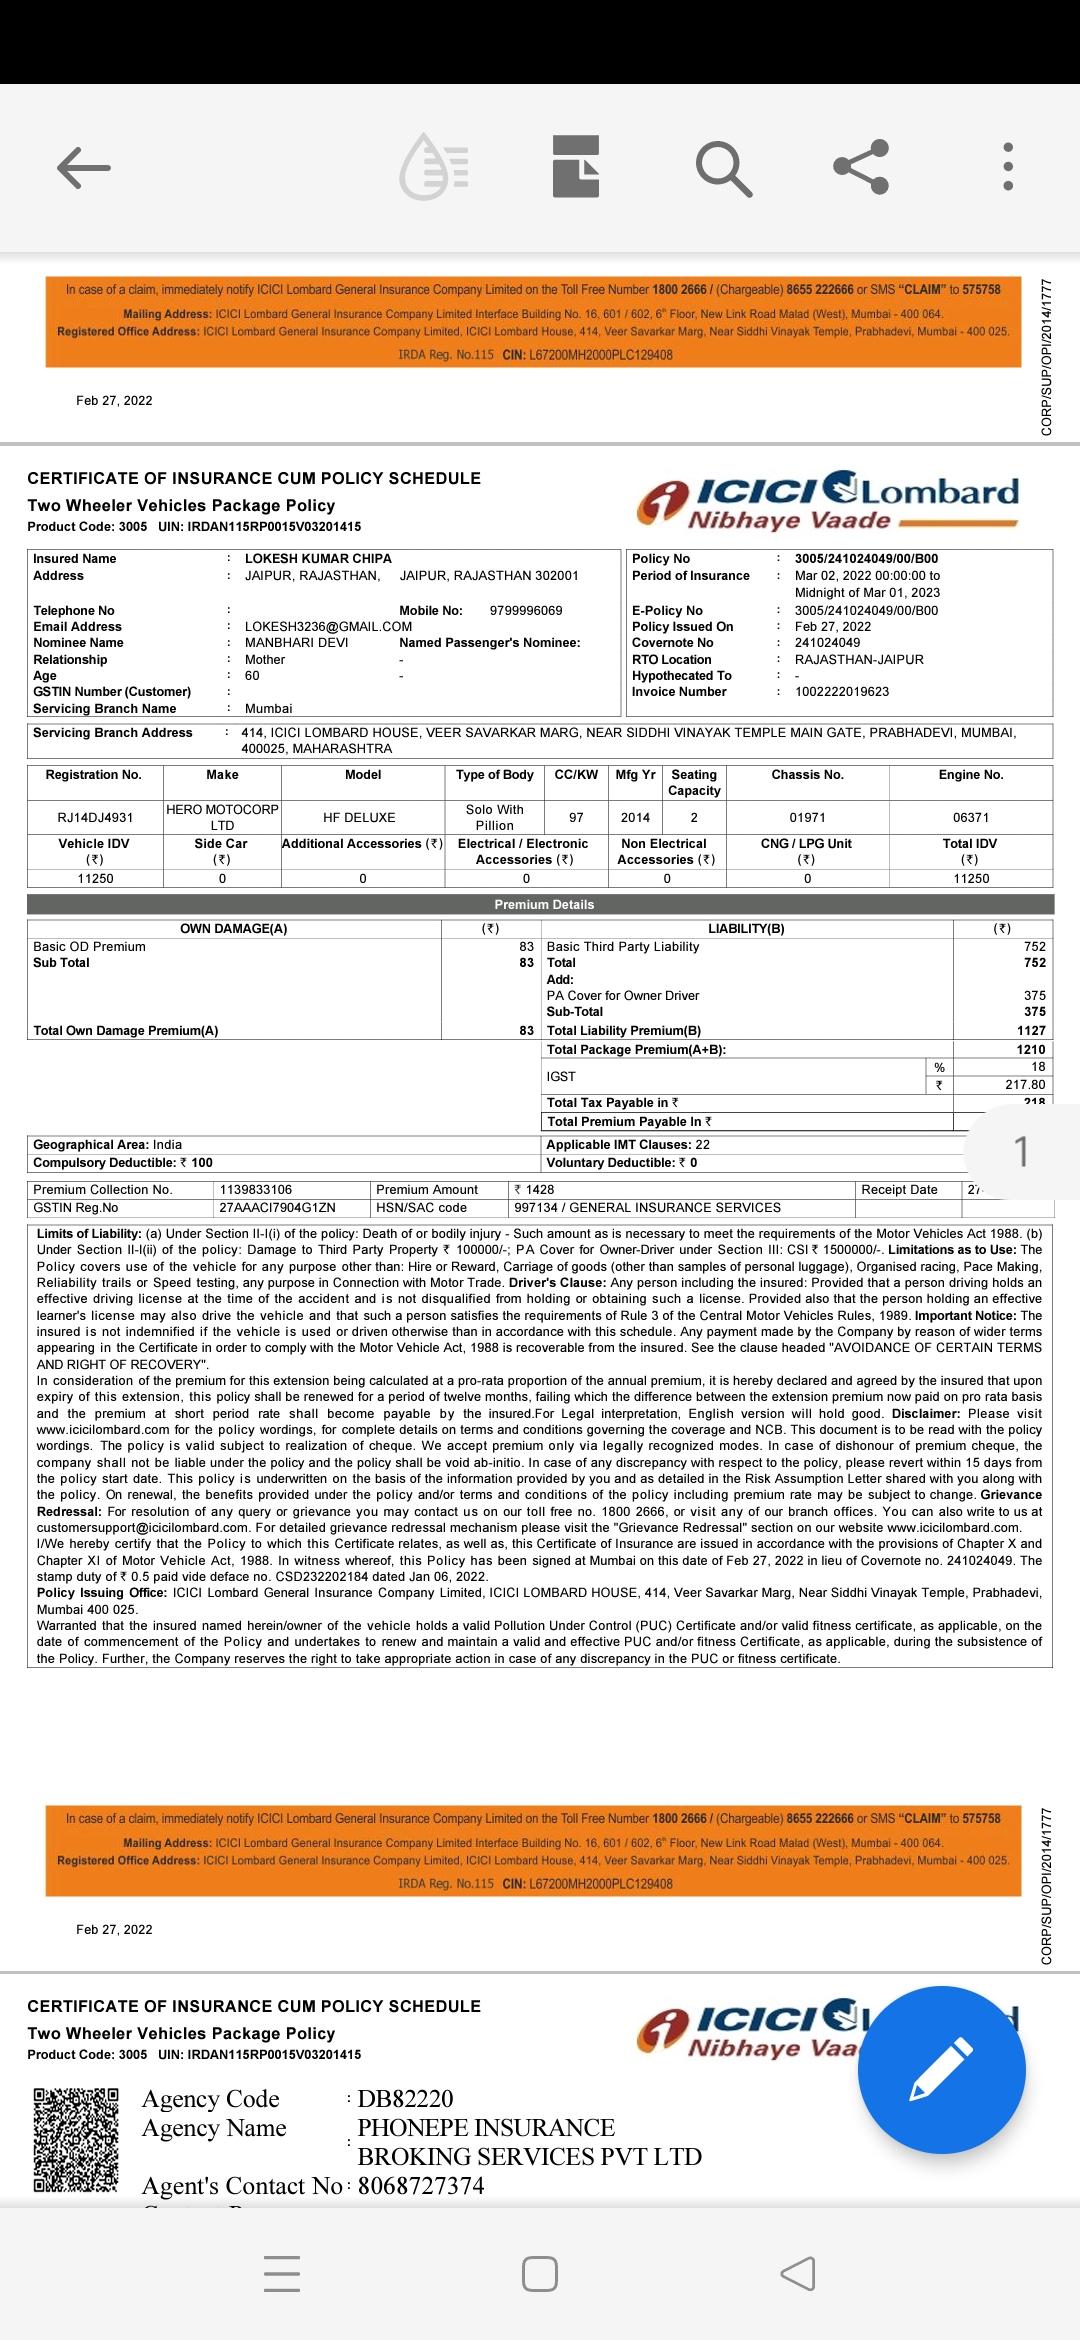 In case of a claim, immediately notify ICICI Lombard General Insurance Company Limited on the Toll Free Number 1800 2666 / (Chargeable) 8655 222666 or SMS “CLAIM” to 575758
Mailing Address: ICICI Lombard General Insurance Company Limited Interface Building No. 16, 601 / 602, 6th Floor, New Link Road Malad (West), Mumbai - 400 064.
Registered Office Address: ICICI Lombard General Insurance Company Limited, ICICI Lombard House, 414, Veer Savarkar Marg, Near Siddhi Vinayak Temple, Prabhadevi, Mumbai - 400 025.
IRDA Reg. No.115 CIN: L67200MH2000PLC129408
CORP/SUP/OPI/2014/1777
Feb 27, 2022
CERTIFICATE OF INSURANCE CUM POLICY SCHEDULE
Two Wheeler Vehicles Package Policy
Product Code: 3005 UIN: IRDAN115RP0015V03201415
ICICI Lombard
Nibhaye Vaade
Insured Name : LOKESH KUMAR CHIPA
Address : JAIPUR, RAJASTHAN, JAIPUR, RAJASTHAN 302001
Telephone No : Mobile No: 9799996069
Email Address : LOKESH3236@GMAIL.COM
Nominee Name : MANBHARI DEVI Named Passenger's Nominee:
Relationship : Mother -
Age : 60 -
GSTIN Number (Customer) :
Servicing Branch Name : Mumbai
Policy No : 3005/241024049/00/B00
Period of Insurance : Mar 02, 2022 00:00:00 to
Midnight of Mar 01, 2023
E-Policy No : 3005/241024049/00/B00
Policy Issued On : Feb 27, 2022
Covernote No : 241024049
RTO Location : RAJASTHAN-JAIPUR
Hypothecated To : -
Invoice Number : 1002222019623
Servicing Branch Address : 414, ICICI LOMBARD HOUSE, VEER SAVARKAR MARG, NEAR SIDDHI VINAYAK TEMPLE MAIN GATE, PRABHADEVI, MUMBAI,
400025, MAHARASHTRA
Registration No. Make Model Type of Body CC/KW Mfg Yr Seating Capacity Chassis No. Engine No.
RJ14DJ4931 HERO MOTOCORP LTD HF DELUXE Solo With Pillion 97 2014 2 01971 06371
Vehicle IDV (₹) Side Car (₹) Additional Accessories (₹) Electrical / Electronic Accessories (₹) Non Electrical Accessories (₹) CNG / LPG Unit (₹) Total IDV (₹)
11250 0 0 0 0 0 11250
Premium Details
OWN DAMAGE(A) (₹) LIABILITY(B) (₹)
Basic OD Premium 83 Basic Third Party Liability 752
Sub Total 83 Total 752
Add:
PA Cover for Owner Driver 375
Sub-Total 375
Total Own Damage Premium(A) 83 Total Liability Premium(B) 1127
Total Package Premium(A+B): 1210
IGST % 18
₹ 217.80
Total Tax Payable in ₹ 218
Total Premium Payable In ₹
1
Geographical Area: India Applicable IMT Clauses: 22
Compulsory Deductible: ₹ 100 Voluntary Deductible: ₹ 0
Premium Collection No. 1139833106 Premium Amount ₹ 1428 Receipt Date 27-
GSTIN Reg.No 27AAACI7904G1ZN HSN/SAC code 997134 / GENERAL INSURANCE SERVICES
Limits of Liability: (a) Under Section II-I(i) of the policy: Death of or bodily injury - Such amount as is necessary to meet the requirements of the Motor Vehicles Act 1988. (b)
Under Section II-I(ii) of the policy: Damage to Third Party Property ₹ 100000/-; PA Cover for Owner-Driver under Section III: CSI ₹ 1500000/-. Limitations as to Use: The
Policy covers use of the vehicle for any purpose other than: Hire or Reward, Carriage of goods (other than samples of personal luggage), Organised racing, Pace Making,
Reliability trails or Speed testing, any purpose in Connection with Motor Trade. Driver's Clause: Any person including the insured: Provided that a person driving holds an
effective driving license at the time of the accident and is not disqualified from holding or obtaining such a license. Provided also that the person holding an effective
learner's license may also drive the vehicle and that such a person satisfies the requirements of Rule 3 of the Central Motor Vehicles Rules, 1989. Important Notice: The
insured is not indemnified if the vehicle is used or driven otherwise than in accordance with this schedule. Any payment made by the Company by reason of wider terms
appearing in the Certificate in order to comply with the Motor Vehicle Act, 1988 is recoverable from the insured. See the clause headed "AVOIDANCE OF CERTAIN TERMS
AND RIGHT OF RECOVERY".
In consideration of the premium for this extension being calculated at a pro-rata proportion of the annual premium, it is hereby declared and agreed by the insured that upon
expiry of this extension, this policy shall be renewed for a period of twelve months, failing which the difference between the extension premium now paid on pro rata basis
and the premium at short period rate shall become payable by the insured.For Legal interpretation, English version will hold good. Disclaimer: Please visit
www.icicilombard.com for the policy wordings, for complete details on terms and conditions governing the coverage and NCB. This document is to be read with the policy
wordings. The policy is valid subject to realization of cheque. We accept premium only via legally recognized modes. In case of dishonour of premium cheque, the
company shall not be liable under the policy and the policy shall be void ab-initio. In case of any discrepancy with respect to the policy, please revert within 15 days from
the policy start date. This policy is underwritten on the basis of the information provided by you and as detailed in the Risk Assumption Letter shared with you along with
the policy. On renewal, the benefits provided under the policy and/or terms and conditions of the policy including premium rate may be subject to change. Grievance
Redressal: For resolution of any query or grievance you may contact us on our toll free no. 1800 2666, or visit any of our branch offices. You can also write to us at
customersupport@icicilombard.com. For detailed grievance redressal mechanism please visit the "Grievance Redressal" section on our website www.icicilombard.com.
I/We hereby certify that the Policy to which this Certificate relates, as well as, this Certificate of Insurance are issued in accordance with the provisions of Chapter X and
Chapter XI of Motor Vehicle Act, 1988. In witness whereof, this Policy has been signed at Mumbai on this date of Feb 27, 2022 in lieu of Covernote no. 241024049. The
stamp duty of ₹ 0.5 paid vide deface no. CSD232202184 dated Jan 06, 2022.
Policy Issuing Office: ICICI Lombard General Insurance Company Limited, ICICI LOMBARD HOUSE, 414, Veer Savarkar Marg, Near Siddhi Vinayak Temple, Prabhadevi,
Mumbai 400 025.
Warranted that the insured named herein/owner of the vehicle holds a valid Pollution Under Control (PUC) Certificate and/or valid fitness certificate, as applicable, on the
date of commencement of the Policy and undertakes to renew and maintain a valid and effective PUC and/or fitness Certificate, as applicable, during the subsistence of
the Policy. Further, the Company reserves the right to take appropriate action in case of any discrepancy in the PUC or fitness certificate.
In case of a claim, immediately notify ICICI Lombard General Insurance Company Limited on the Toll Free Number 1800 2666 / (Chargeable) 8655 222666 or SMS “CLAIM” to 575758
Mailing Address: ICICI Lombard General Insurance Company Limited Interface Building No. 16, 601 / 602, 6th Floor, New Link Road Malad (West), Mumbai - 400 064.
Registered Office Address: ICICI Lombard General Insurance Company Limited, ICICI Lombard House, 414, Veer Savarkar Marg, Near Siddhi Vinayak Temple, Prabhadevi, Mumbai - 400 025.
IRDA Reg. No.115 CIN: L67200MH2000PLC129408
CORP/SUP/OPI/2014/1777
Feb 27, 2022
CERTIFICATE OF INSURANCE CUM POLICY SCHEDULE
Two Wheeler Vehicles Package Policy
Product Code: 3005 UIN: IRDAN115RP0015V03201415
ICICI
Nibhaye Vaad
Agency Code : DB82220
Agency Name : PHONEPE INSURANCE
BROKING SERVICES PVT LTD
Agent's Contact No : 8068727374